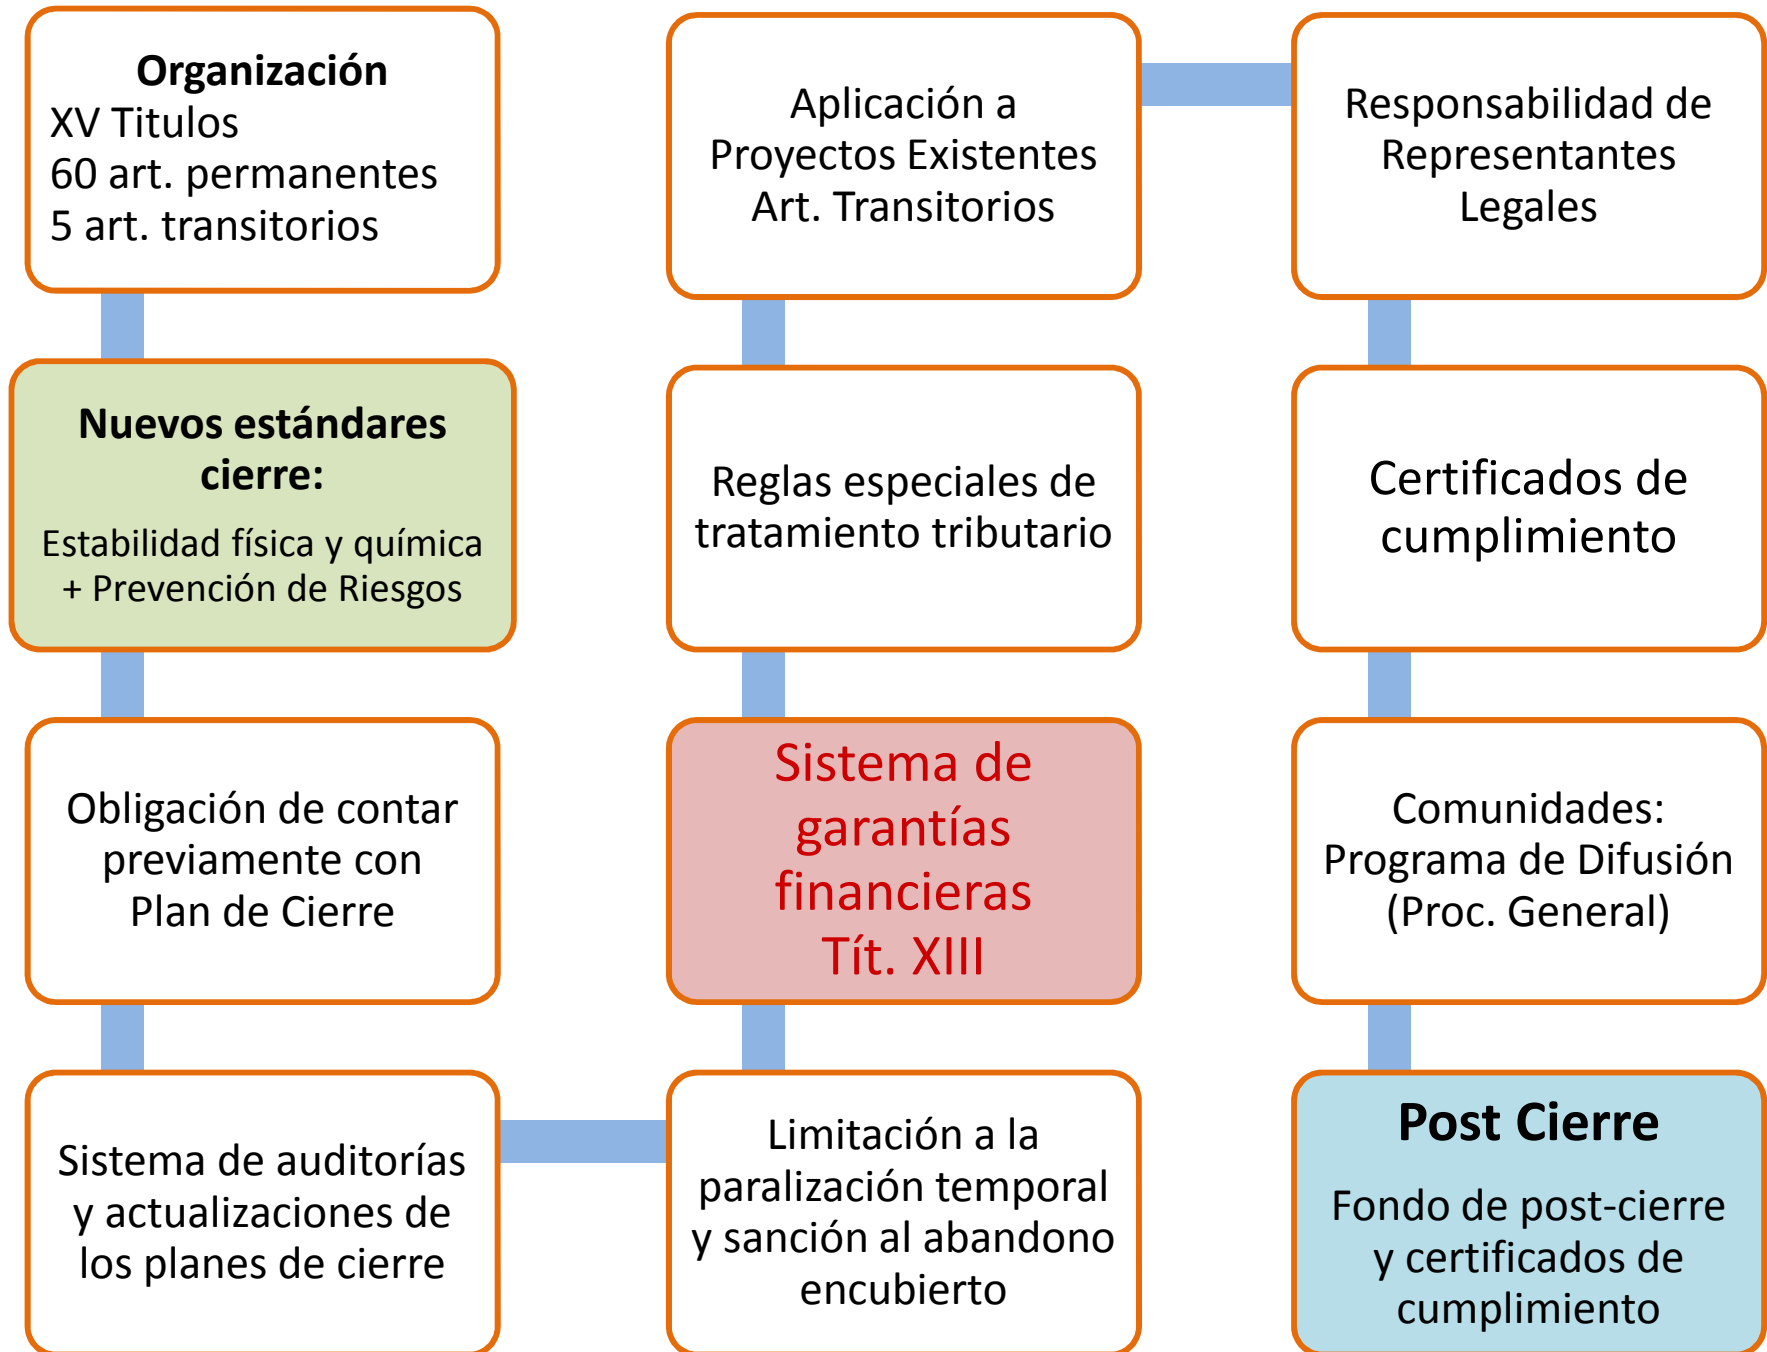 Organización
XV Titulos
60 art. permanentes
5 art. transitorios
Nuevos estándares
cierre:
Estabilidad física y química
+ Prevención de Riesgos
Obligación de contar
previamente con
Plan de Cierre
Sistema de auditorías
y actualizaciones de
los planes de cierre
Limitación a la
paralización temporal
y sanción al abandono
encubierto
Sistema de
garantías
financieras
Tít. XIII
Reglas especiales de
tratamiento tributario
Aplicación a
Proyectos Existentes
Art. Transitorios
Responsabilidad de
Representantes
Legales
Certificados de
cumplimiento
Comunidades:
Programa de Difusión
(Proc. General)
Post Cierre
Fondo de post-cierre
y certificados de
cumplimiento